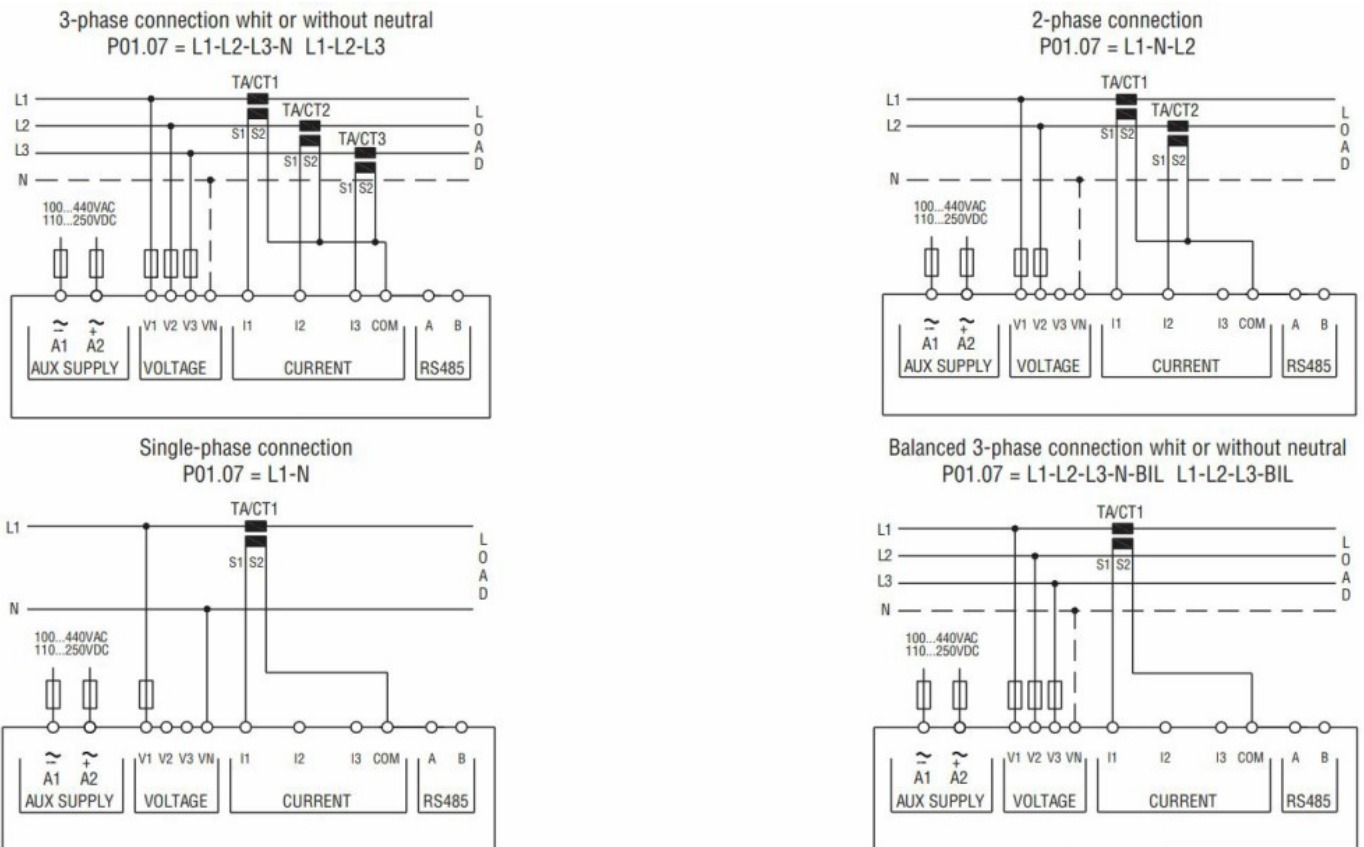 3-phase connection whit or without neutral
P01.07 = L1-L2-L3-N L1-L2-L3
TA/CT1
L1
TA/CT2
L2
S1 S2
TA/CT3
L3
S1 S2
N
S1 S2
LOAD
100...440VAC
110...250VDC
V1 V2 V3 VN I1 I2 I3 COM A B
~ -
~ +
A1 A2
AUX SUPPLY VOLTAGE CURRENT RS485
2-phase connection
P01.07 = L1-N-L2
TA/CT1
L1
TA/CT2
L2
S1 S2
S1 S2
N
LOAD
100...440VAC
110...250VDC
V1 V2 V3 VN I1 I2 I3 COM A B
~ -
~ +
A1 A2
AUX SUPPLY VOLTAGE CURRENT RS485
Single-phase connection
P01.07 = L1-N
TA/CT1
L1
S1 S2
LOAD
N
100...440VAC
110...250VDC
V1 V2 V3 VN I1 I2 I3 COM A B
~ -
~ +
A1 A2
AUX SUPPLY VOLTAGE CURRENT RS485
Balanced 3-phase connection whit or without neutral
P01.07 = L1-L2-L3-N-BIL L1-L2-L3-BIL
TA/CT1
L1
L2
S1 S2
L3
N
LOAD
100...440VAC
110...250VDC
V1 V2 V3 VN I1 I2 I3 COM A B
~ -
~ +
A1 A2
AUX SUPPLY VOLTAGE CURRENT RS485